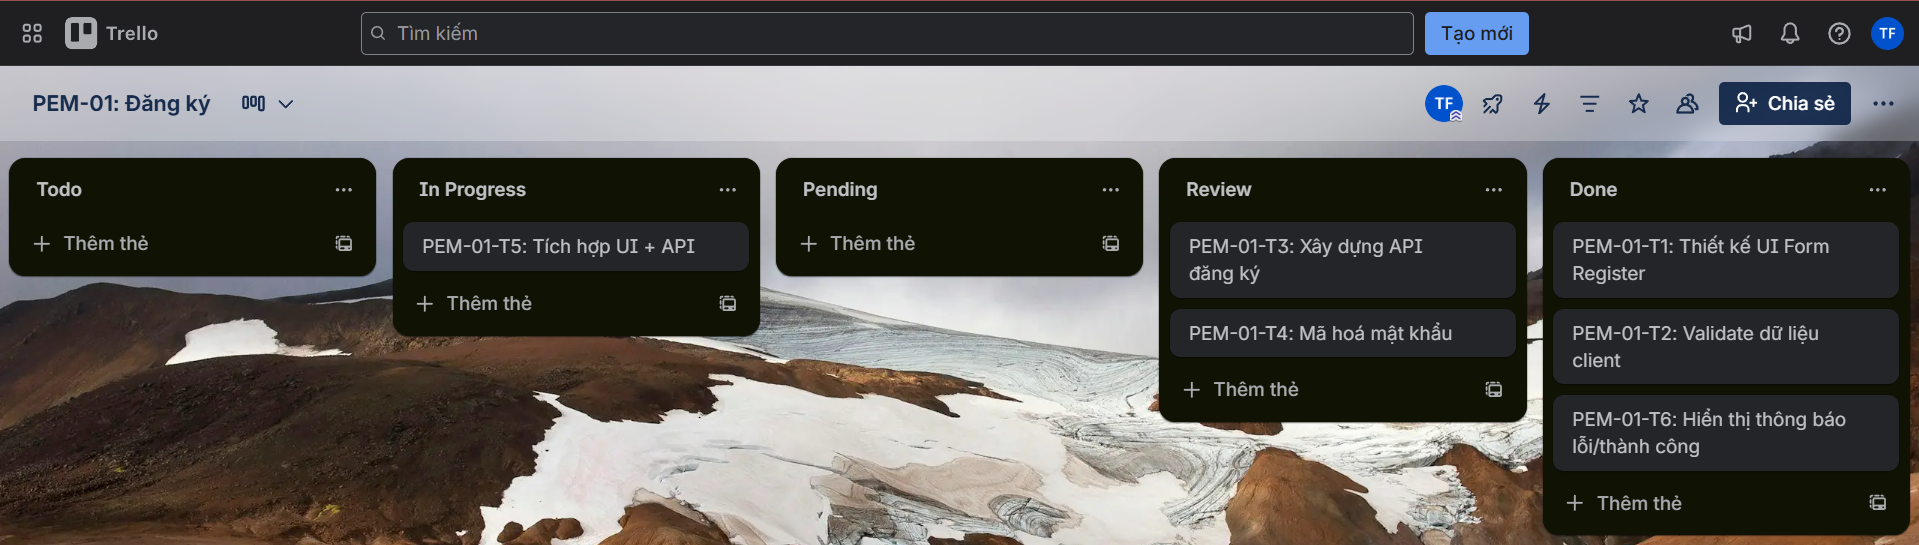 Trello
Tìm kiếm
Tạo mới
TF
PEM-01: Đăng ký
TF
Chia sẻ
Todo
Thêm thẻ
In Progress
PEM-01-T5: Tích hợp UI + API
Thêm thẻ
Pending
Thêm thẻ
Review
PEM-01-T3: Xây dựng API
đăng ký
PEM-01-T4: Mã hoá mật khẩu
Thêm thẻ
Done
PEM-01-T1: Thiết kế UI Form
Register
PEM-01-T2: Validate dữ liệu
client
PEM-01-T6: Hiển thị thông báo
lỗi/thành công
Thêm thẻ